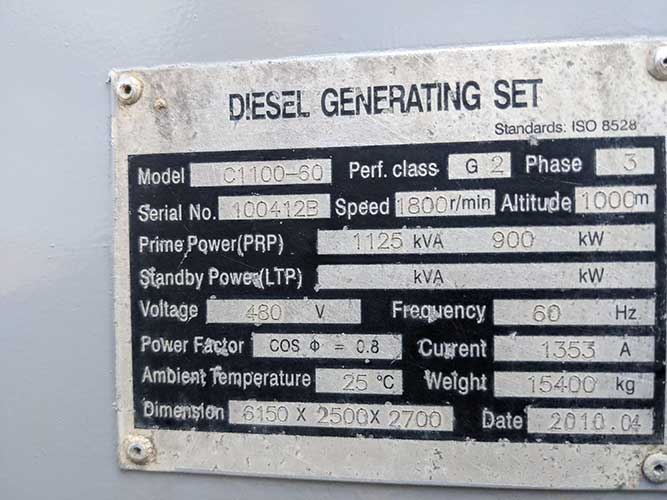 DIESEL GENERATING SET
Standards: ISO 8528
Model C1100-60 Perf. class G 2 Phase 3
Serial No. 100412B Speed 1800r/min Altitude 1000m
Prime Power(PRP) 1125 kVA 900 kW
Standby Power(LTP) kVA kW
Voltage 480 V Frequency 60 Hz
Power Factor COS Φ = 0.8 Current 1353 A
Ambient Temperature 25 °C Weight 15400 kg
Dimension 6150 X 2500X 2700 Date 2010.04